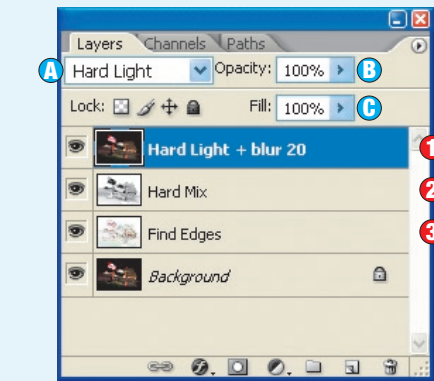 Layers Channels Paths
A Hard Light Opacity: 100% B
Lock: Fill: 100% C
Hard Light + blur 20 1
Hard Mix 2
Find Edges 3
Background